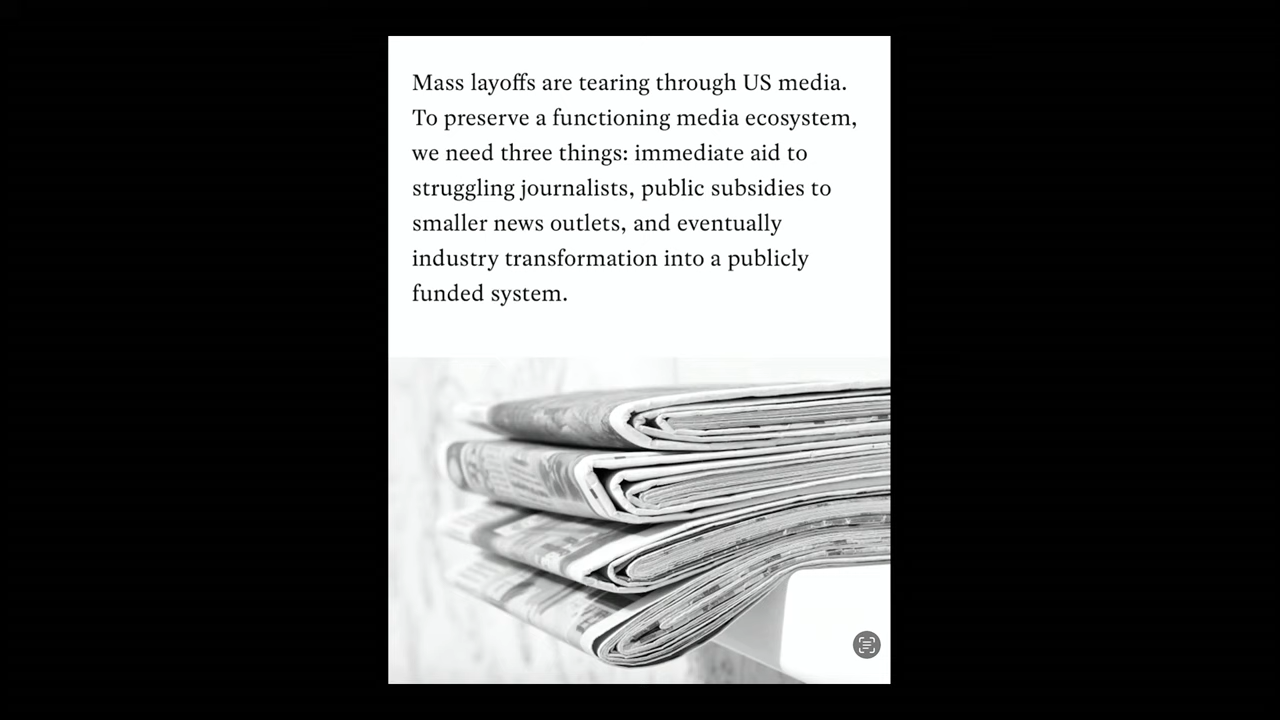 Mass layoffs are tearing through US media.
To preserve a functioning media ecosystem,
we need three things: immediate aid to
struggling journalists, public subsidies to
smaller news outlets, and eventually
industry transformation into a publicly
funded system.